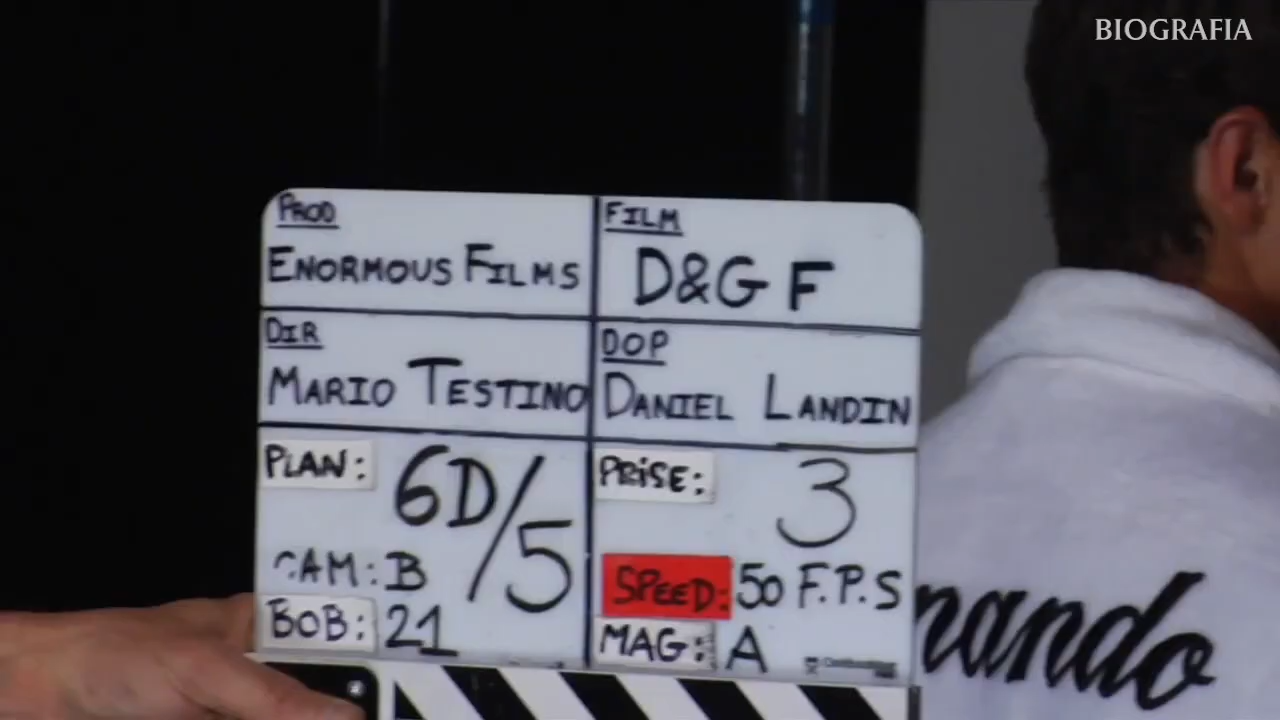 BIOGRAFIA
PROD
ENORMOUS FILMS
FILM
D&G F
DIR
MARIO TESTINO
DOP
DANIEL LANDIN
PLAN: 6D/5
PRISE: 3
CAM: B
SPEED: 50 F.P.S
BOB: 21
MAG: A
nando